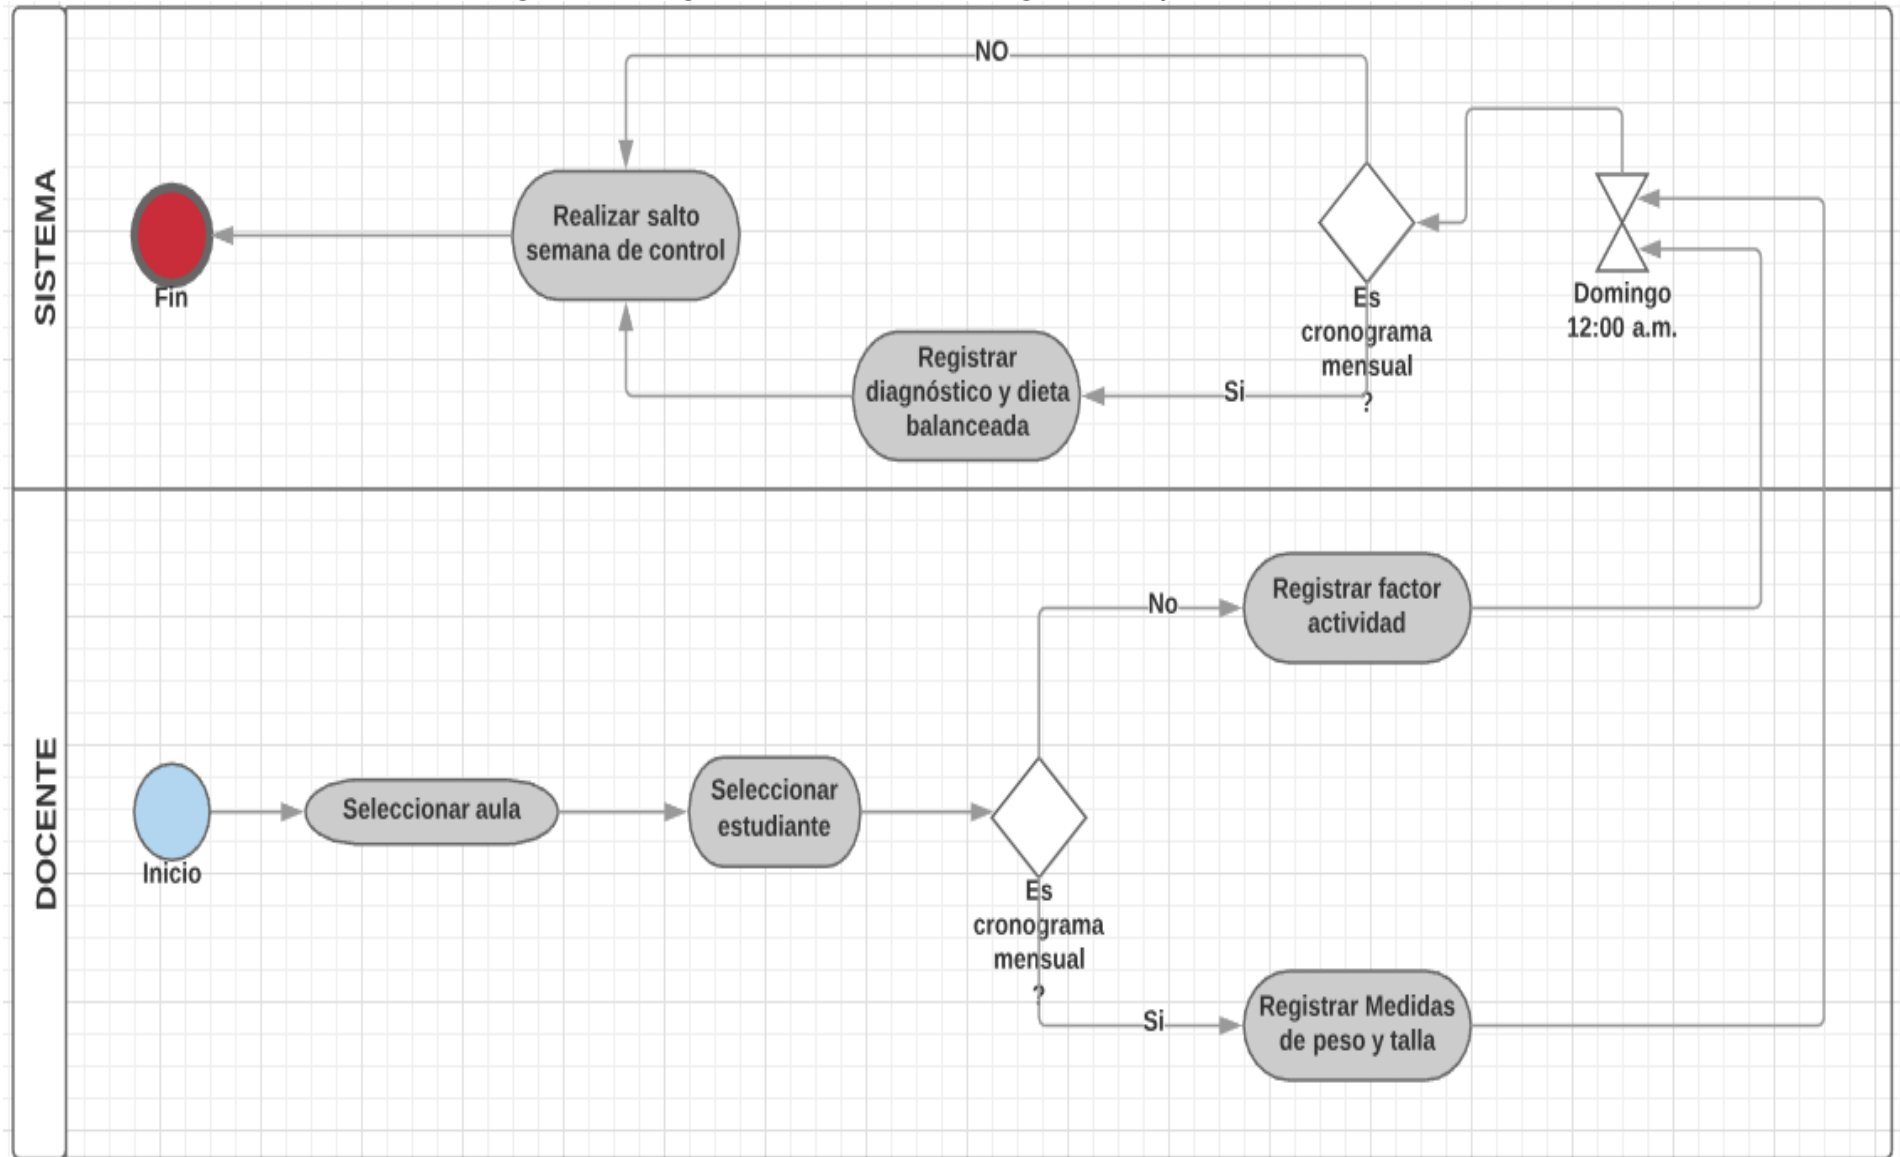 SISTEMA
NO
Realizar salto
semana de control
Fin
Es
cronograma
mensual
?
Domingo
12:00 a.m.
Registrar
diagnóstico y dieta
balanceada
Si
DOCENTE
No
Registrar factor
actividad
Inicio
Seleccionar aula
Seleccionar
estudiante
Es
cronograma
mensual
?
Si
Registrar Medidas
de peso y talla